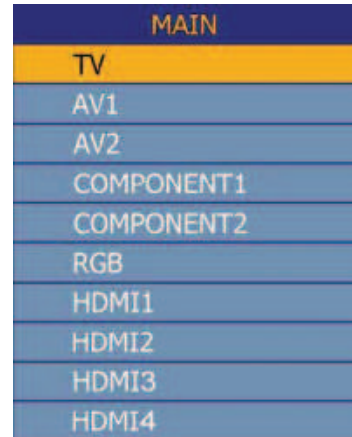 MAIN
TV
AV1
AV2
COMPONENT1
COMPONENT2
RGB
HDMI1
HDMI2
HDMI3
HDMI4